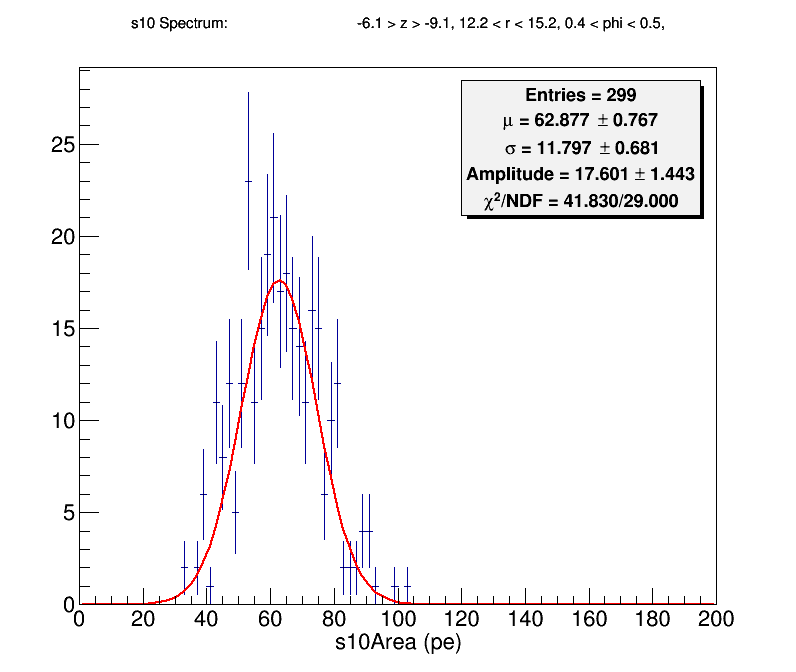 s10 Spectrum: -6.1 > z > -9.1, 12.2 < r < 15.2, 0.4 < phi < 0.5,
Entries = 299
μ = 62.877 ± 0.767
σ = 11.797 ± 0.681
Amplitude = 17.601 ± 1.443
χ²/NDF = 41.830/29.000
25
20
15
10
5
0
0 20 40 60 80 100 120 140 160 180 200
s10Area (pe)